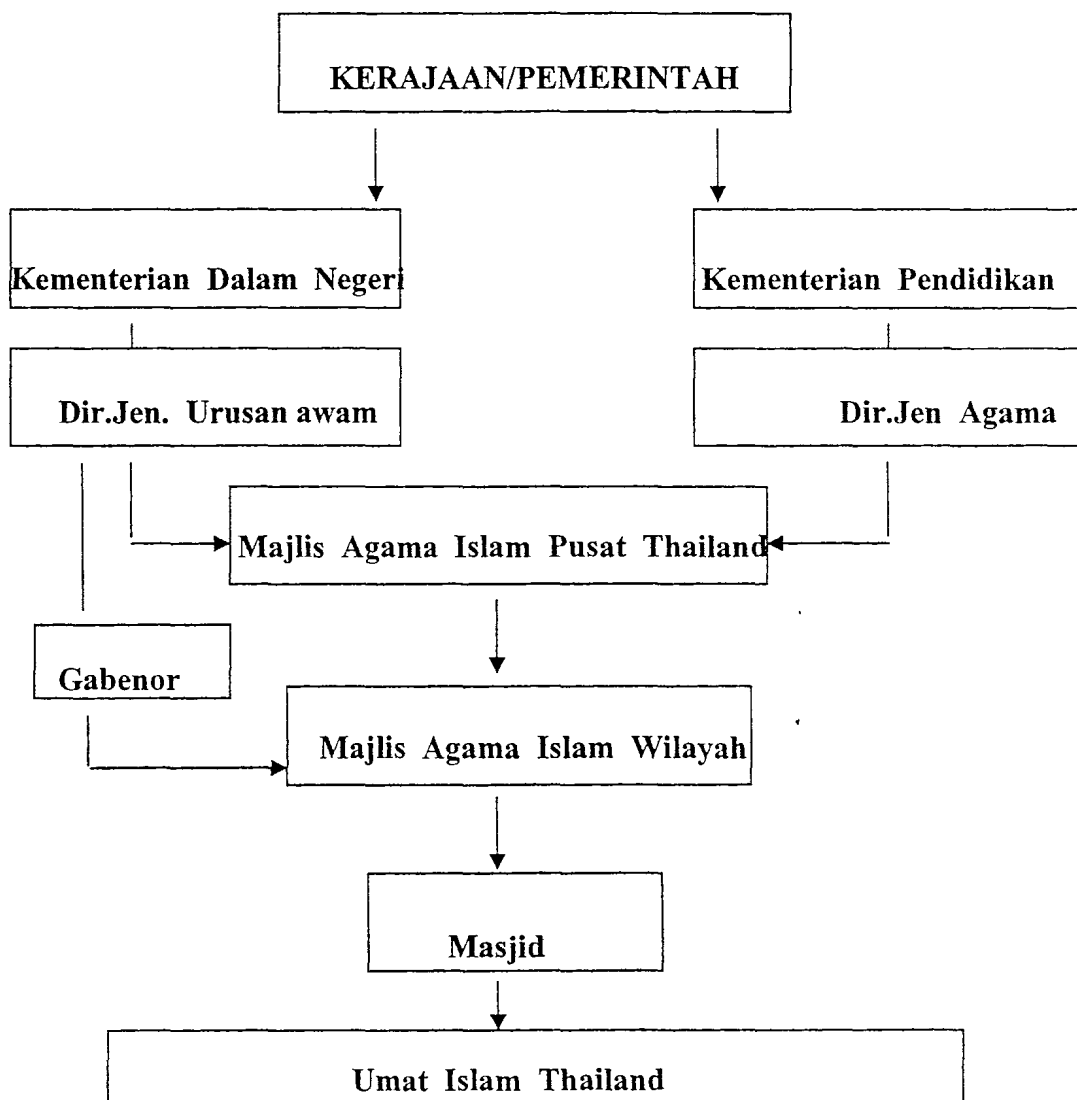 KERAJAAN/PEMERINTAH
Kementerian Dalam Negeri
Kementerian Pendidikan
Dir.Jen. Urusan awam
Dir.Jen Agama
Majlis Agama Islam Pusat Thailand
Gabenor
Majlis Agama Islam Wilayah
Masjid
Umat Islam Thailand